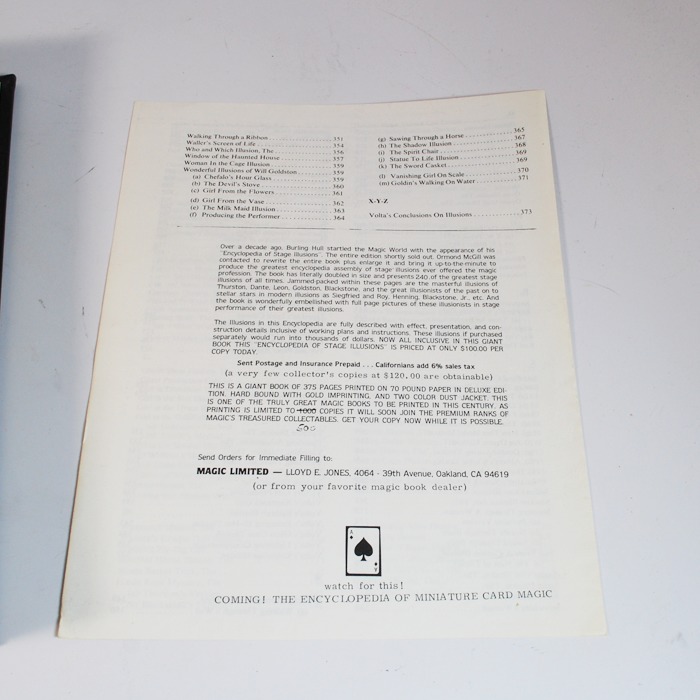 Walking Through a Ribbon 351
Waller's Screen of Life 354
Who and Which Illusion, The 356
Window of the Haunted House 357
Woman In the Cage Illusion 359
Wonderful Illusions of Will Goldston 359
(a) Chefalo's Hour Glass 359
(b) The Devil's Stove 360
(c) Girl From the Flowers 361
(d) Girl From the Vase 362
(e) The Milk Maid Illusion 363
(f) Producing the Performer 364
(g) Sawing Through a Horse 365
(h) The Shadow Illusion 367
(i) The Spirit Chair 368
(j) Statue To Life Illusion 369
(k) The Sword Casket 369
(l) Vanishing Girl On Scale 370
(m) Goldin's Walking On Water 371
X-Y-Z
Volta's Conclusions On Illusions 373
Over a decade ago, Burling Hull startled the Magic World with the appearance of his
"Encyclopedia of Stage Illusions". The entire edition shortly sold out. Ormond McGill was
contacted to rewrite the entire book plus enlarge it and bring it up-to-the-minute to
produce the greatest encyclopedia assembly of stage illusions ever offered the magic
profession. The book has literally doubled in size and presents 240 of the greatest stage
illusions of all times. Jammed-packed within these pages are the masterful illusions of
Thurston, Dante, Leon, Goldston, Blackstone, and the great illusionists of the past on to
stellar stars in modern illusions as Siegfried and Roy, Henning, Blackstone, Jr., etc. And
the book is wonderfully embellished with full page pictures of these illusionists in stage
performance of their greatest illusions.
The Illusions in this Encyclopedia are fully described with effect, presentation, and con-
struction details inclusive of working plans and instructions. These illusions if purchased
separately would run into thousands of dollars. NOW ALL INCLUSIVE IN THIS GIANT
BOOK THIS "ENCYCLOPEDIA OF STAGE ILLUSIONS" IS PRICED AT ONLY $100.00 PER
COPY TODAY.
Sent Postage and Insurance Prepaid . . . Californians add 6% sales tax
(a very few collector's copies at $120.00 are obtainable)
THIS IS A GIANT BOOK OF 375 PAGES PRINTED ON 70 POUND PAPER IN DELUXE EDI-
TION, HARD BOUND WITH GOLD IMPRINTING, AND TWO COLOR DUST JACKET. THIS
IS ONE OF THE TRULY GREAT MAGIC BOOKS TO BE PRINTED IN THIS CENTURY. AS
PRINTING IS LIMITED TO 1000 COPIES IT WILL SOON JOIN THE PREMIUM RANKS OF
MAGIC'S TREASURED COLLECTABLES. GET YOUR COPY NOW WHILE IT IS POSSIBLE.
500
Send Orders for Immediate Filling to:
MAGIC LIMITED — LLOYD E. JONES, 4064 - 39th Avenue, Oakland, CA 94619
(or from your favorite magic book dealer)
A
A
watch for this!
COMING! THE ENCYCLOPEDIA OF MINIATURE CARD MAGIC